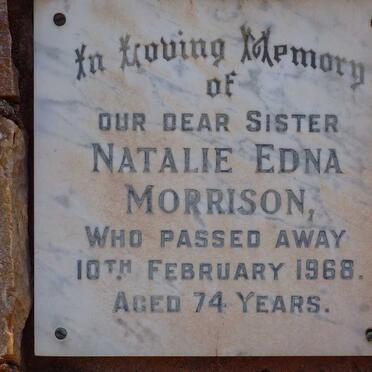 In Loving Memory
of
OUR DEAR SISTER
NATALIE EDNA
MORRISON,
WHO PASSED AWAY
10TH FEBRUARY 1968.
AGED 74 YEARS.